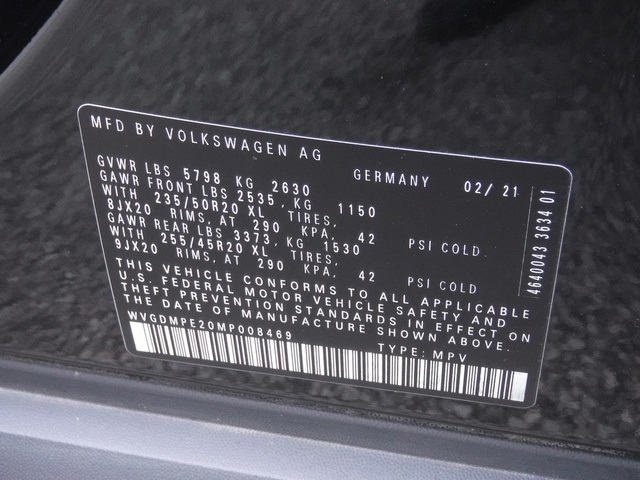 MFD BY VOLKSWAGEN AG
GERMANY 02/ 21
GVWR LBS 5798 KG 2630
GAWR FRONT LBS 2535, KG 1150
WITH 235/50R20 XL TIRES,
8JX20 RIMS, AT 290 KPA, 42 PSI COLD
GAWR REAR LBS 3373, KG 1530
WITH 255/45R20 XL TIRES,
9JX20 RIMS, AT 290 KPA, 42 PSI COLD
THIS VEHICLE CONFORMS TO ALL APPLICABLE
U.S. FEDERAL MOTOR VEHICLE SAFETY AND
THEFT PREVENTION STANDARDS IN EFFECT ON
THE DATE OF MANUFACTURE SHOWN ABOVE.
WVGDMPE20MP008469
TYPE: MPV
4640043 3634 01